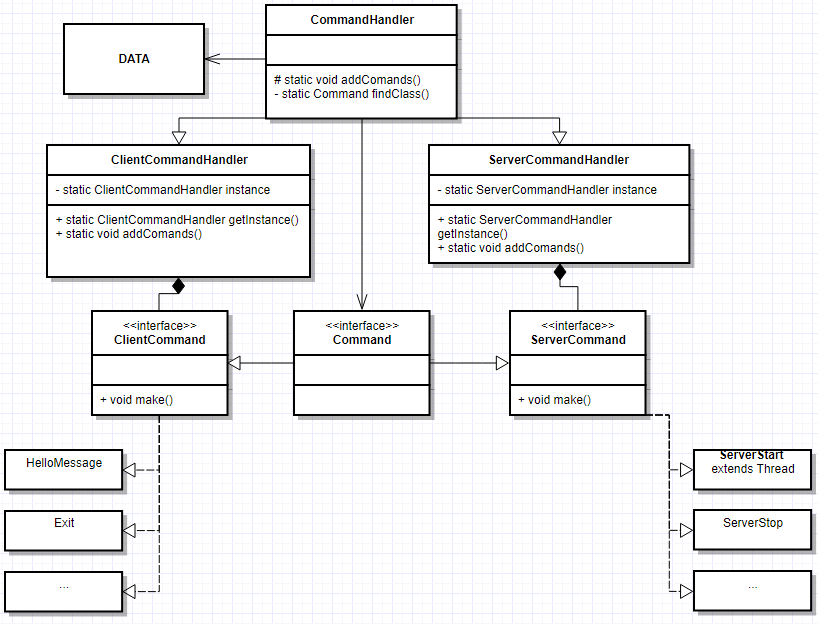 CommandHandler
DATA
# static void addComands()
- static Command findClass()
ClientCommandHandler
- static ClientCommandHandler instance
+ static ClientCommandHandler getInstance()
+ static void addComands()
ServerCommandHandler
- static ServerCommandHandler instance
+ static ServerCommandHandler
getInstance()
+ static void addComands()
<<interface>>
ClientCommand
+ void make()
<<interface>>
Command
<<interface>>
ServerCommand
+ void make()
HelloMessage
Exit
...
ServerStart
extends Thread
ServerStop
...